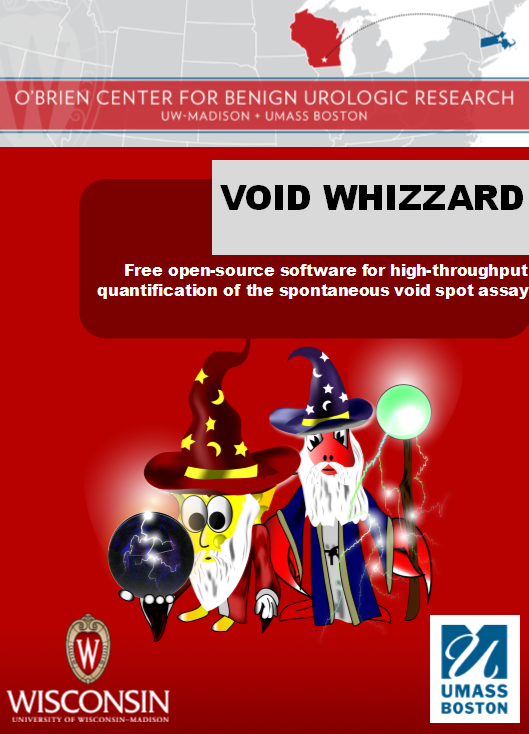 O'BRIEN CENTER FOR BENIGN UROLOGIC RESEARCH
UW-MADISON + UMASS BOSTON
VOID WHIZZARD
Free open-source software for high-throughput
quantification of the spontaneous void spot assay
W
W
WISCONSIN
UNIVERSITY OF WISCONSIN–MADISON
UMASS
BOSTON